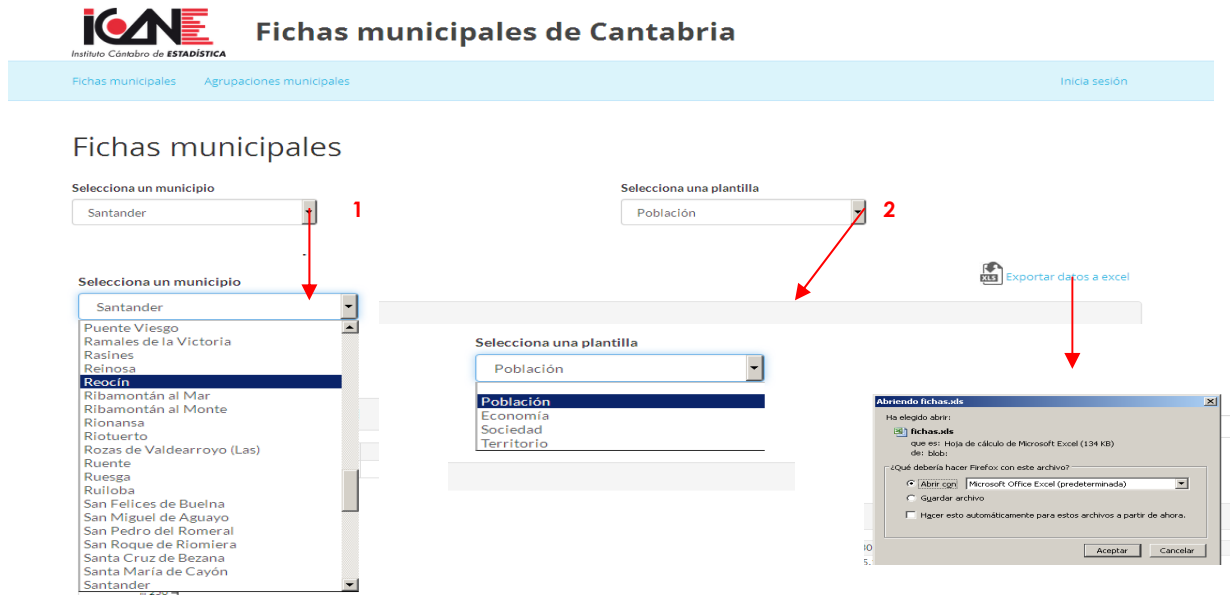 ICANE
Instituto Cántabro de ESTADÍSTICA
Fichas municipales de Cantabria
Fichas municipales
Agrupaciones municipales
Inicia sesión
Fichas municipales
Selecciona un municipio
Santander
1
Selecciona una plantilla
Población
2
Exportar datos a excel
XLS
Selecciona un municipio
Santander
Puente Viesgo
Ramales de la Victoria
Rasines
Reinosa
Reocín
Ribamontán al Mar
Ribamontán al Monte
Rionansa
Riotuerto
Rozas de Valdearroyo (Las)
Ruente
Ruesga
Ruiloba
San Felices de Buelna
San Miguel de Aguayo
San Pedro del Romeral
San Roque de Riomiera
Santa Cruz de Bezana
Santa María de Cayón
Santander
Selecciona una plantilla
Población
Población
Economía
Sociedad
Territorio
Abriendo fichas.xls
Ha elegido abrir:
fichas.xls
que es: Hoja de cálculo de Microsoft Excel (134 KB)
de: blob:
¿Qué debería hacer Firefox con este archivo?
Abrir con
Microsoft Office Excel (predeterminada)
Guardar archivo
Hacer esto automáticamente para estos archivos a partir de ahora.
Aceptar
Cancelar